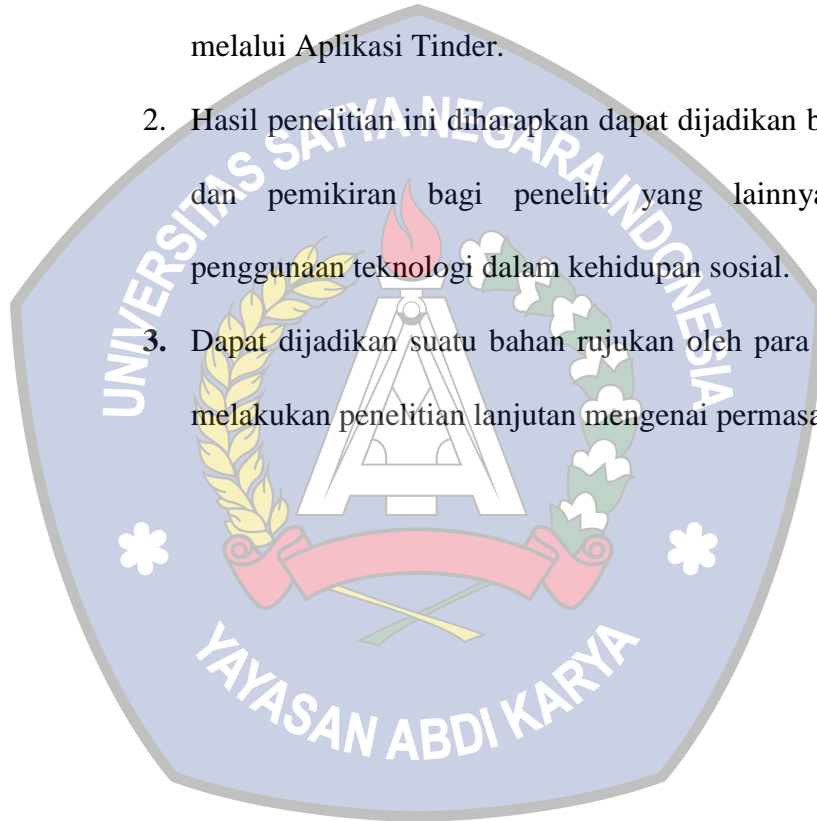 melalui Aplikasi Tinder.
2. Hasil penelitian ini diharapkan dapat dijadikan b
dan pemikiran bagi peneliti yang lainnya
penggunaan teknologi dalam kehidupan sosial.
3. Dapat dijadikan suatu bahan rujukan oleh para
melakukan penelitian lanjutan mengenai permasa
UNIVERSITAS SATYA NEGARA INDONESIA
YAYASAN ABDI KARYA